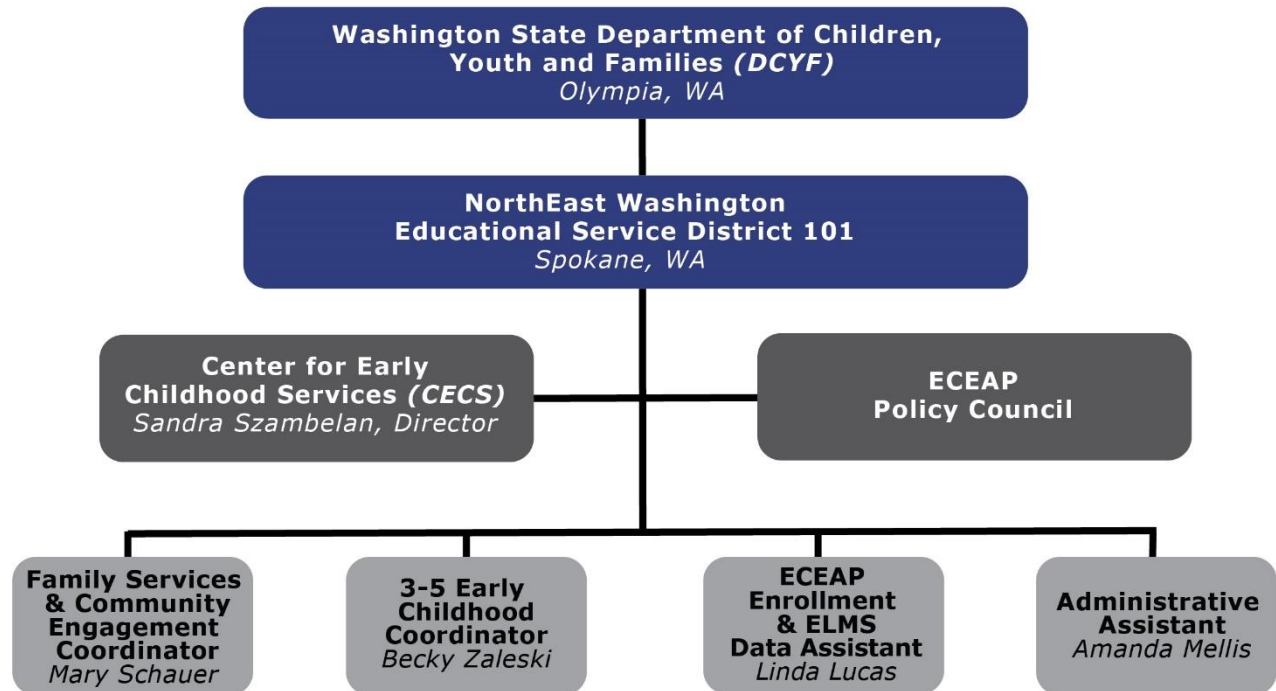 Washington State Department of Children,
Youth and Families (DCYF)
Olympia, WA
NorthEast Washington
Educational Service District 101
Spokane, WA
Center for Early
Childhood Services (CECS)
Sandra Szambelan, Director
ECEAP
Policy Council
Family Services
& Community
Engagement
Coordinator
Mary Schauer
3-5 Early
Childhood
Coordinator
Becky Zaleski
ECEAP
Enrollment
& ELMS
Data Assistant
Linda Lucas
Administrative
Assistant
Amanda Mellis